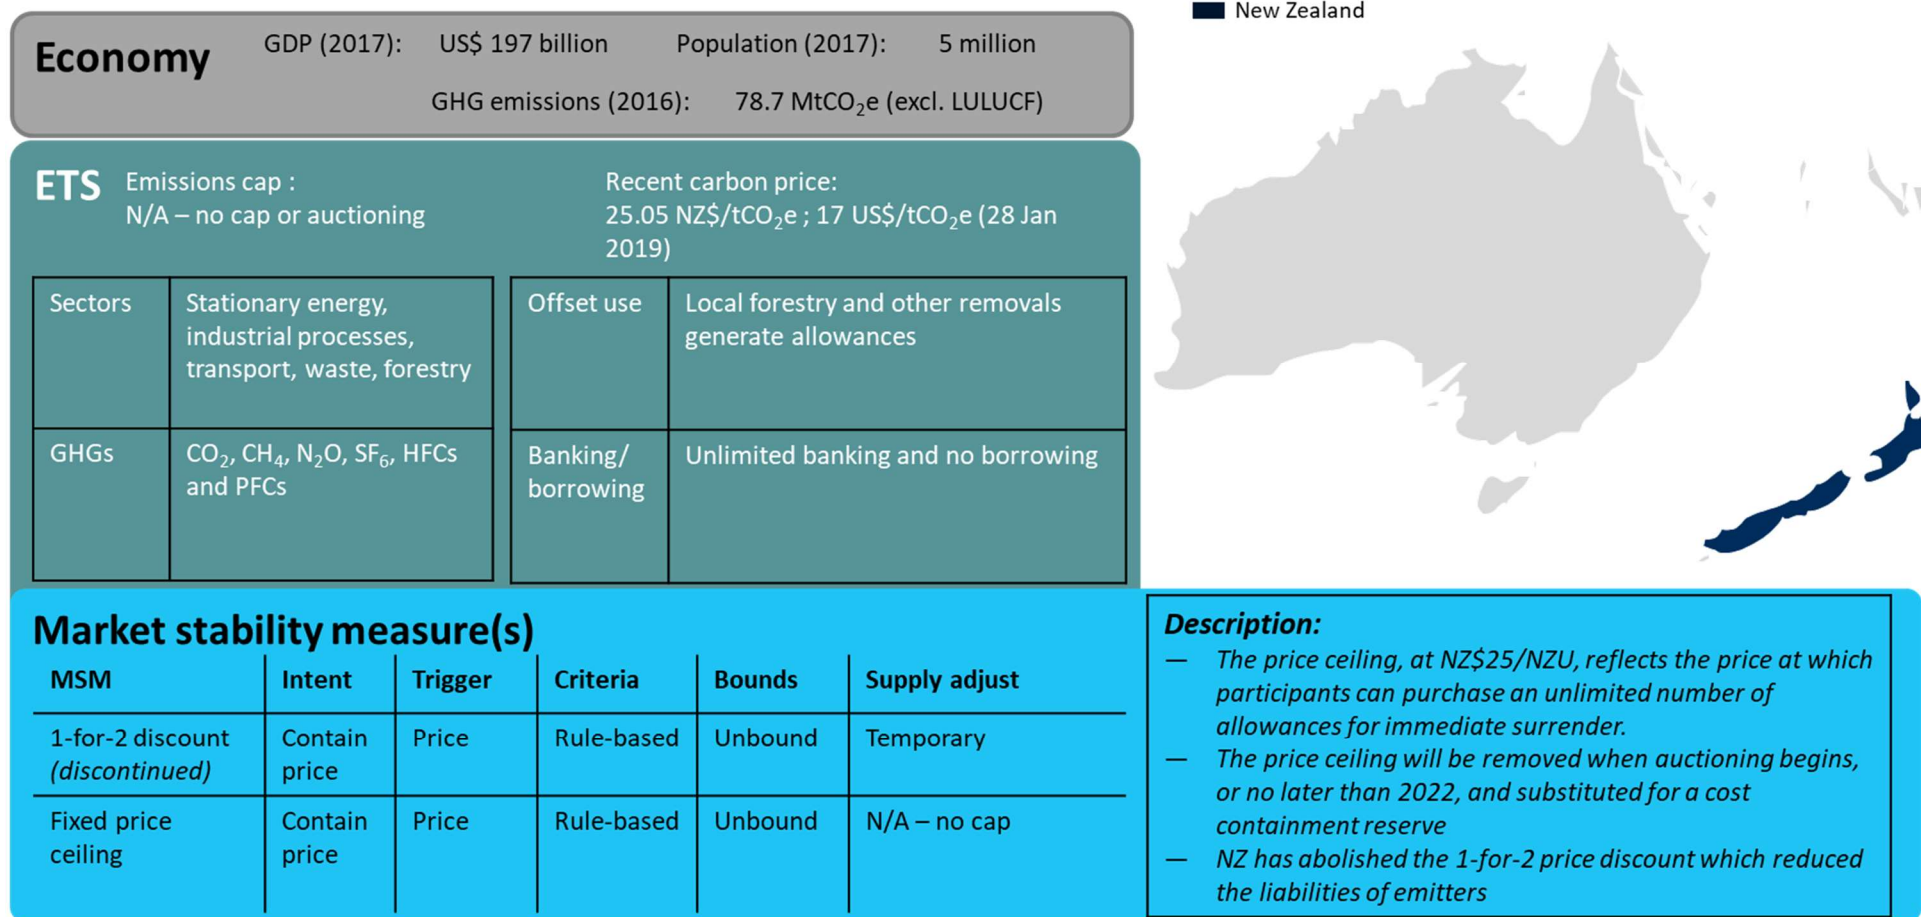 New Zealand
Economy
GDP (2017): US$ 197 billion Population (2017): 5 million
GHG emissions (2016): 78.7 MtCO₂e (excl. LULUCF)
ETS
Emissions cap :
N/A – no cap or auctioning
Recent carbon price:
25.05 NZ$/tCO₂e ; 17 US$/tCO₂e (28 Jan
2019)
Sectors
Stationary energy,
industrial processes,
transport, waste, forestry
GHGs
CO₂, CH₄, N₂O, SF₆, HFCs
and PFCs
Offset use
Local forestry and other removals
generate allowances
Banking/
borrowing
Unlimited banking and no borrowing
Market stability measure(s)
MSM Intent Trigger Criteria Bounds Supply adjust
1-for-2 discount
(discontinued)
Contain
price
Price
Rule-based
Unbound
Temporary
Fixed price
ceiling
Contain
price
Price
Rule-based
Unbound
N/A – no cap
Description:
— The price ceiling, at NZ$25/NZU, reflects the price at which
participants can purchase an unlimited number of
allowances for immediate surrender.
— The price ceiling will be removed when auctioning begins,
or no later than 2022, and substituted for a cost
containment reserve
— NZ has abolished the 1-for-2 price discount which reduced
the liabilities of emitters